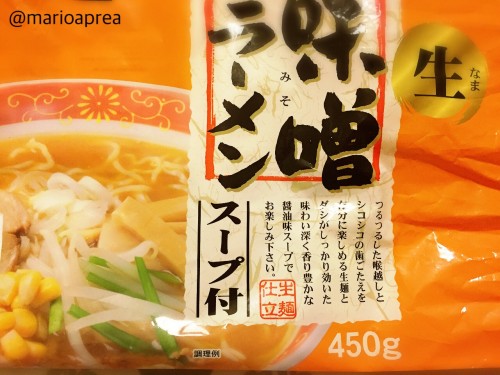 @marioaprea
生
なま
味噌
みそ
ラーメン
スープ付
つるつるした喉越しと
シコシコの歯ごたえを
存分に楽しめる生麺と
ダシがしっかり効いた
味わい深く香り豊かな
醤油味スープで
お楽しみ下さい。
生麺
仕立
450g
調理例